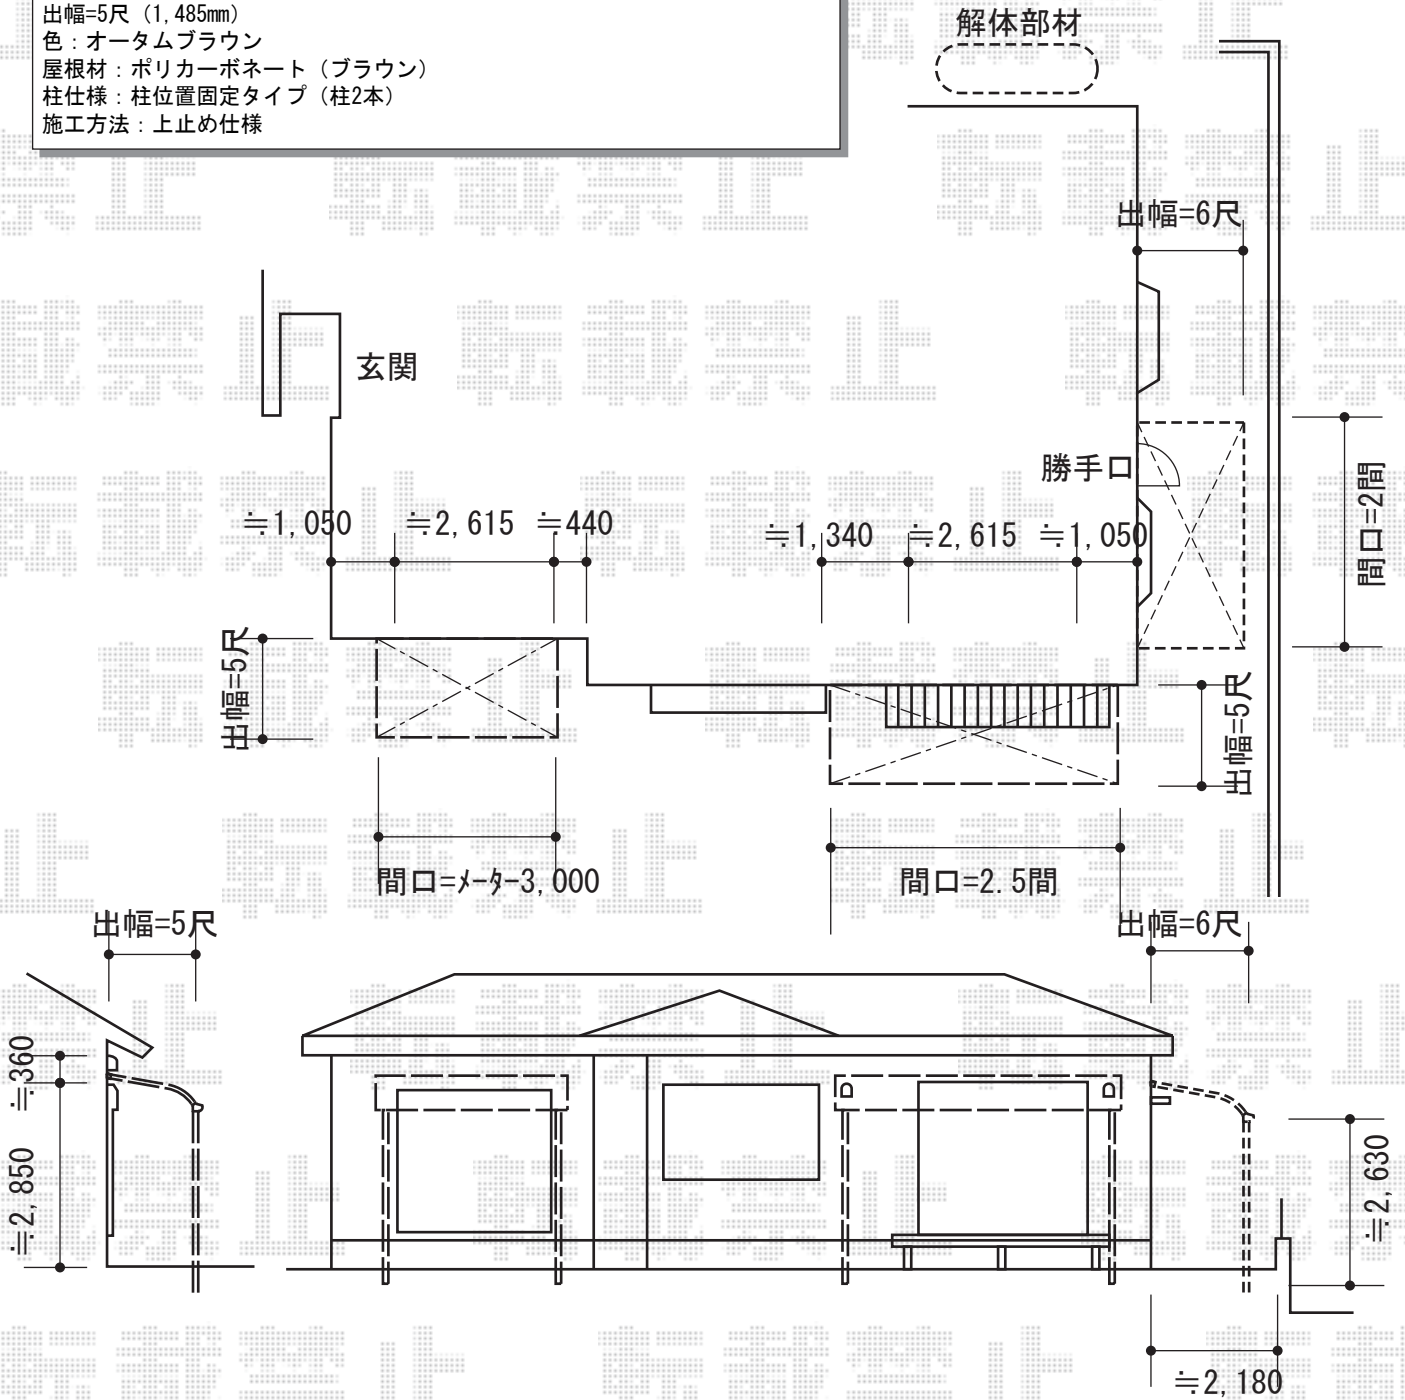 出幅=5尺（1,485mm）
色：オータムブラウン
屋根材：ポリカーボネート（ブラウン）
柱仕様：柱位置固定タイプ（柱2本）
施工方法：上止め仕様
解体部材
出幅=6尺
玄関
勝手口
間口=2間
≒1,050 ≒2,615 ≒440
≒1,340 ≒2,615 ≒1,050
出幅=5尺
出幅=5尺
間口=ﾒｰﾀｰ3,000
間口=2.5間
出幅=5尺
出幅=6尺
≒360
≒2,850
≒2,630
≒2,180
転載禁止